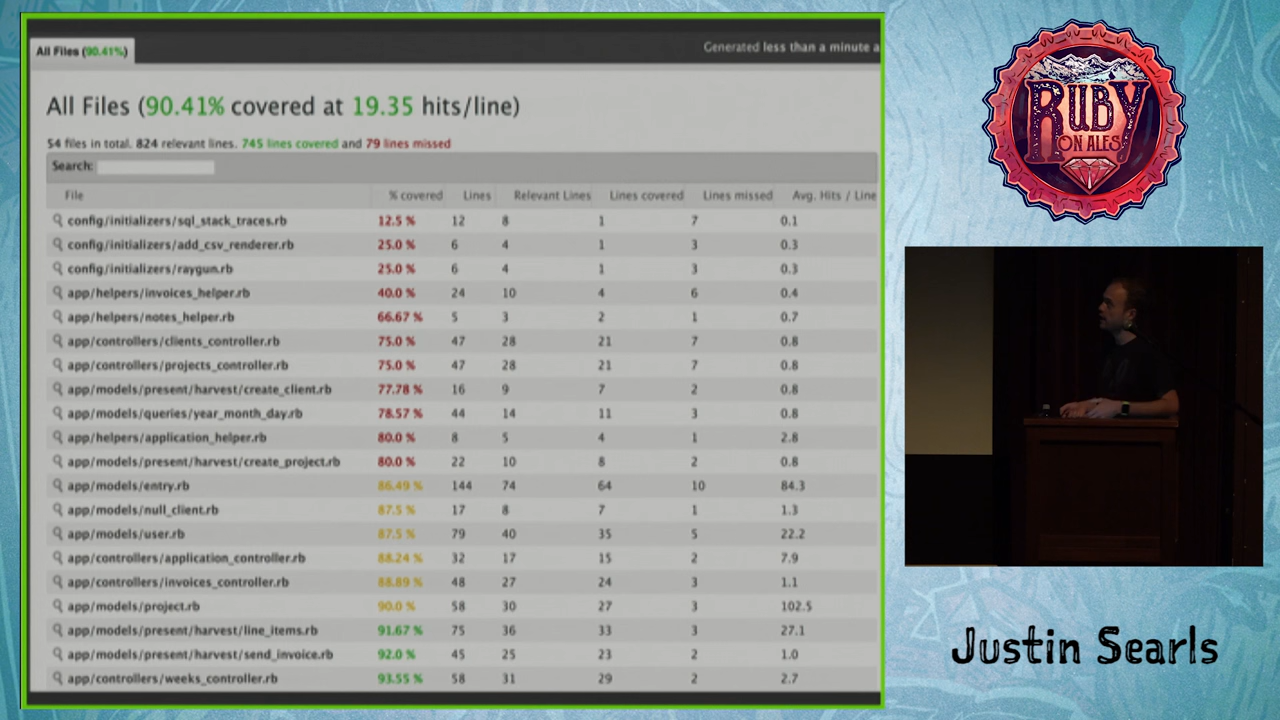 All Files (90.41%)
Generated less than a minute a
All Files (90.41% covered at 19.35 hits/line)
54 files in total. 824 relevant lines. 745 lines covered and 79 lines missed
Search:
File % covered Lines Relevant Lines Lines covered Lines missed Avg. Hits / Line
config/initializers/sql_stack_traces.rb 12.5 % 12 8 1 7 0.1
config/initializers/add_csv_renderer.rb 25.0 % 6 4 1 3 0.3
config/initializers/raygun.rb 25.0 % 6 4 1 3 0.3
app/helpers/invoices_helper.rb 40.0 % 24 10 4 6 0.4
app/helpers/notes_helper.rb 66.67 % 5 3 2 1 0.7
app/controllers/clients_controller.rb 75.0 % 47 28 21 7 0.8
app/controllers/projects_controller.rb 75.0 % 47 28 21 7 0.8
app/models/present/harvest/create_client.rb 77.78 % 16 9 7 2 0.8
app/models/queries/year_month_day.rb 78.57 % 44 14 11 3 0.8
app/helpers/application_helper.rb 80.0 % 8 5 4 1 2.8
app/models/present/harvest/create_project.rb 80.0 % 22 10 8 2 0.8
app/models/entry.rb 86.49 % 144 74 64 10 84.3
app/models/null_client.rb 87.5 % 17 8 7 1 1.3
app/models/user.rb 87.5 % 79 40 35 5 22.2
app/controllers/application_controller.rb 88.24 % 32 17 15 2 7.9
app/controllers/invoices_controller.rb 88.89 % 48 27 24 3 1.1
app/models/project.rb 90.0 % 58 30 27 3 102.5
app/models/present/harvest/line_items.rb 91.67 % 75 36 33 3 27.1
app/models/present/harvest/send_invoice.rb 92.0 % 45 25 23 2 1.0
app/controllers/weeks_controller.rb 93.55 % 58 31 29 2 2.7
RUBY
ON ALES
Justin Searls